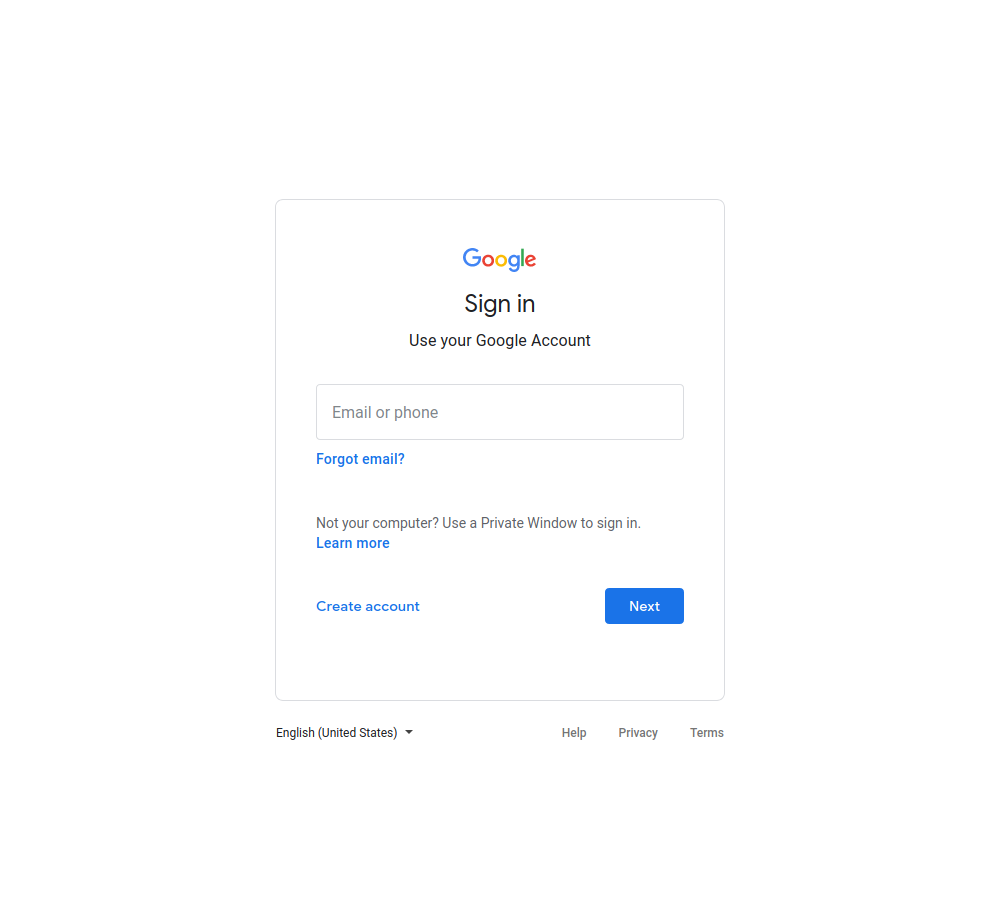 Google
Sign in
Use your Google Account
Email or phone
Forgot email?
Not your computer? Use a Private Window to sign in.
Learn more
Create account
Next
English (United States)
Help
Privacy
Terms